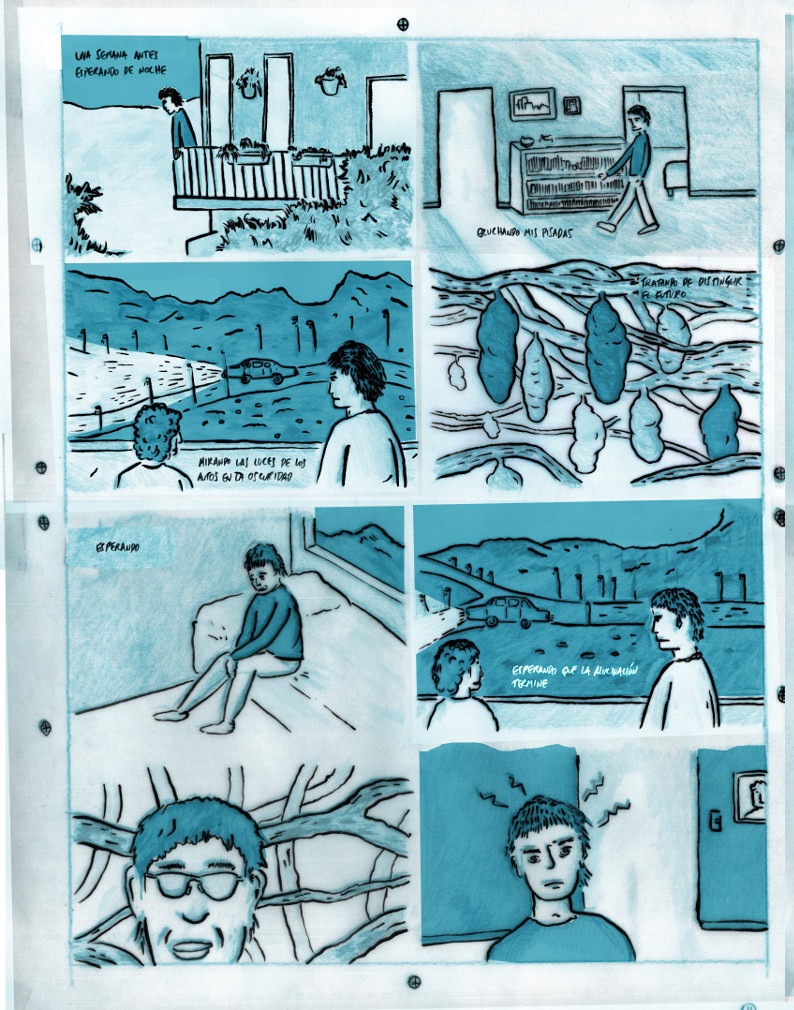 UNA SEMANA ANTES
ESPERANDO DE NOCHE
ESCUCHANDO MIS PISADAS
MIRANDO LAS LUCES DE LOS
AUTOS EN LA OSCURIDAD
TRATANDO DE DISTINGUIR
EL FUTURO
ESPERANDO
ESPERANDO QUE LA ALUCINACIÓN
TERMINE